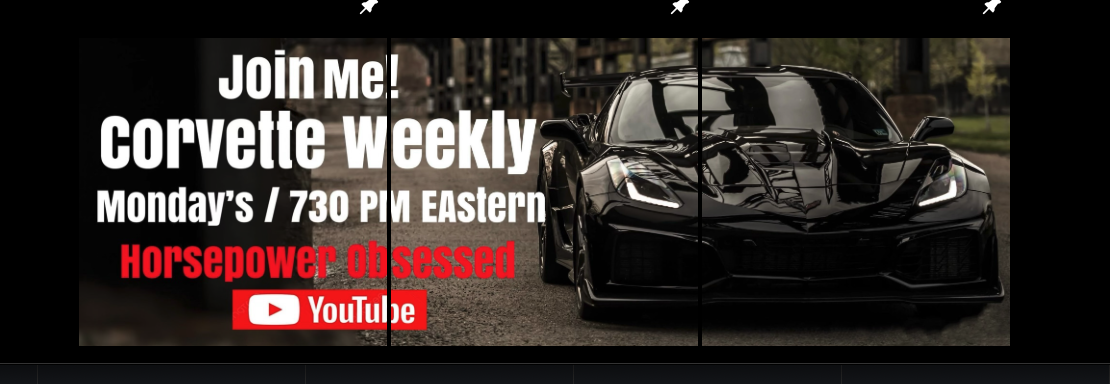 Join Me!
Corvette Weekly
Monday's / 730 PM EAstern
Horsepower Obsessed
YouTube